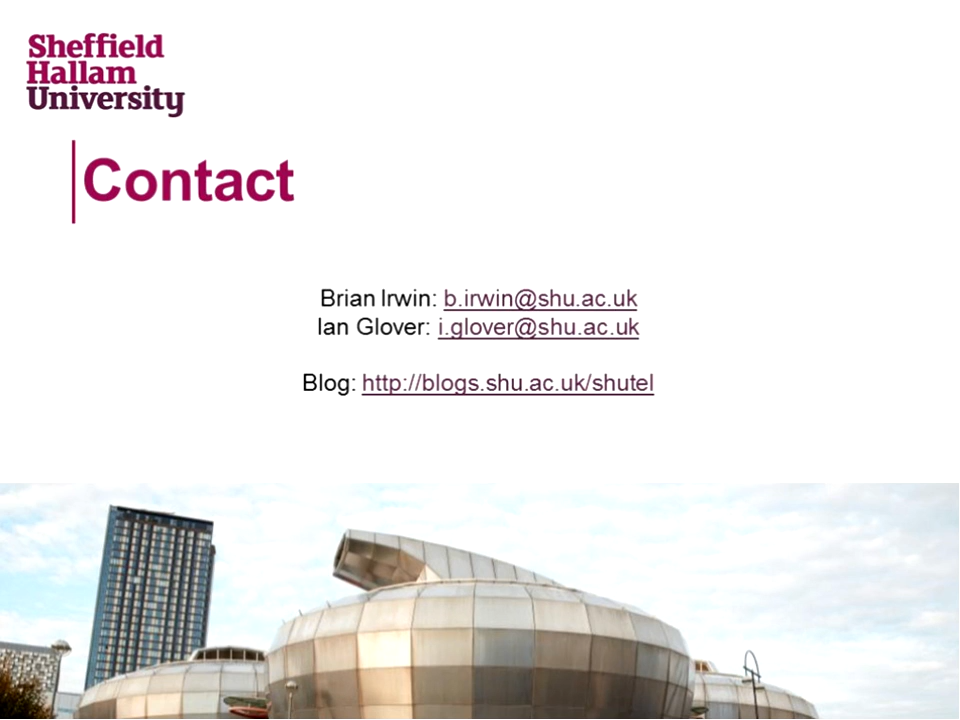 Sheffield
Hallam
University
Contact
Brian Irwin: b.irwin@shu.ac.uk
Ian Glover: i.glover@shu.ac.uk
Blog: http://blogs.shu.ac.uk/shutel